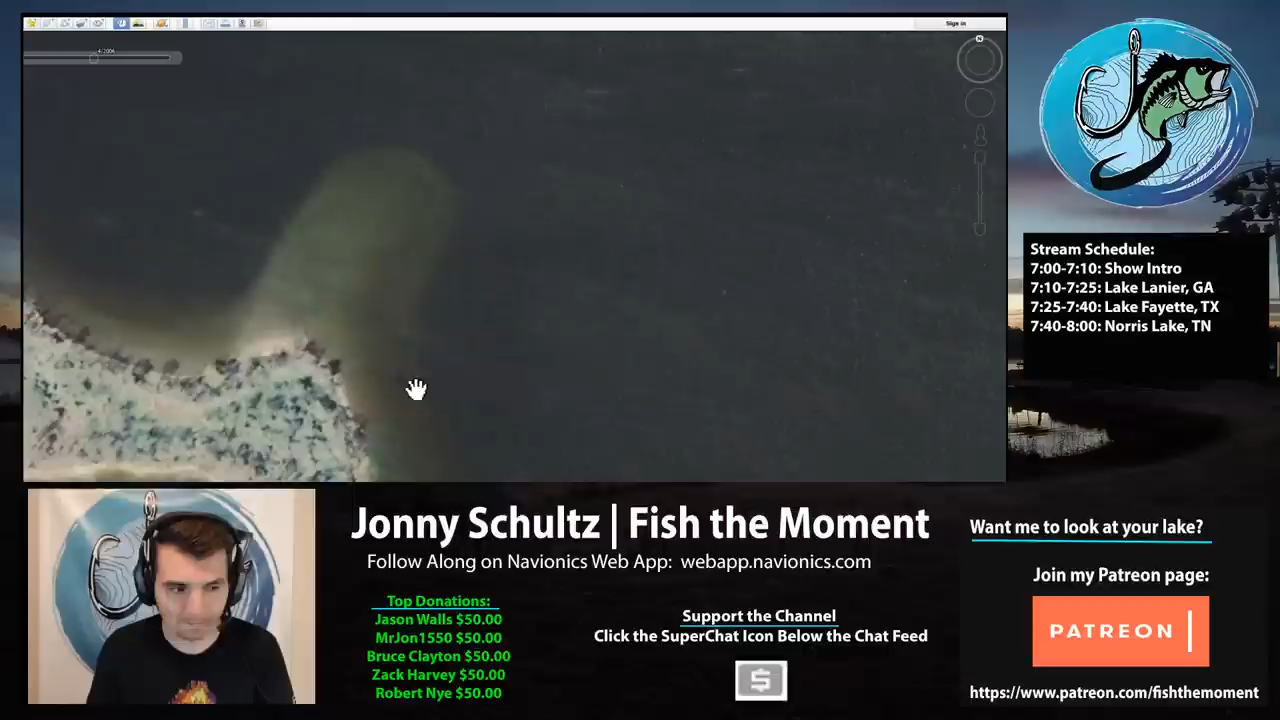 Sign in
4/2006
N
Stream Schedule:
7:00-7:10: Show Intro
7:10-7:25: Lake Lanier, GA
7:25-7:40: Lake Fayette, TX
7:40-8:00: Norris Lake, TN
Jonny Schultz | Fish the Moment
Follow Along on Navionics Web App: webapp.navionics.com
Top Donations:
Jason Walls $50.00
MrJon1550 $50.00
Bruce Clayton $50.00
Zack Harvey $50.00
Robert Nye $50.00
Support the Channel
Click the SuperChat Icon Below the Chat Feed
$
Want me to look at your lake?
Join my Patreon page:
PATREON
https://www.patreon.com/fishthemoment